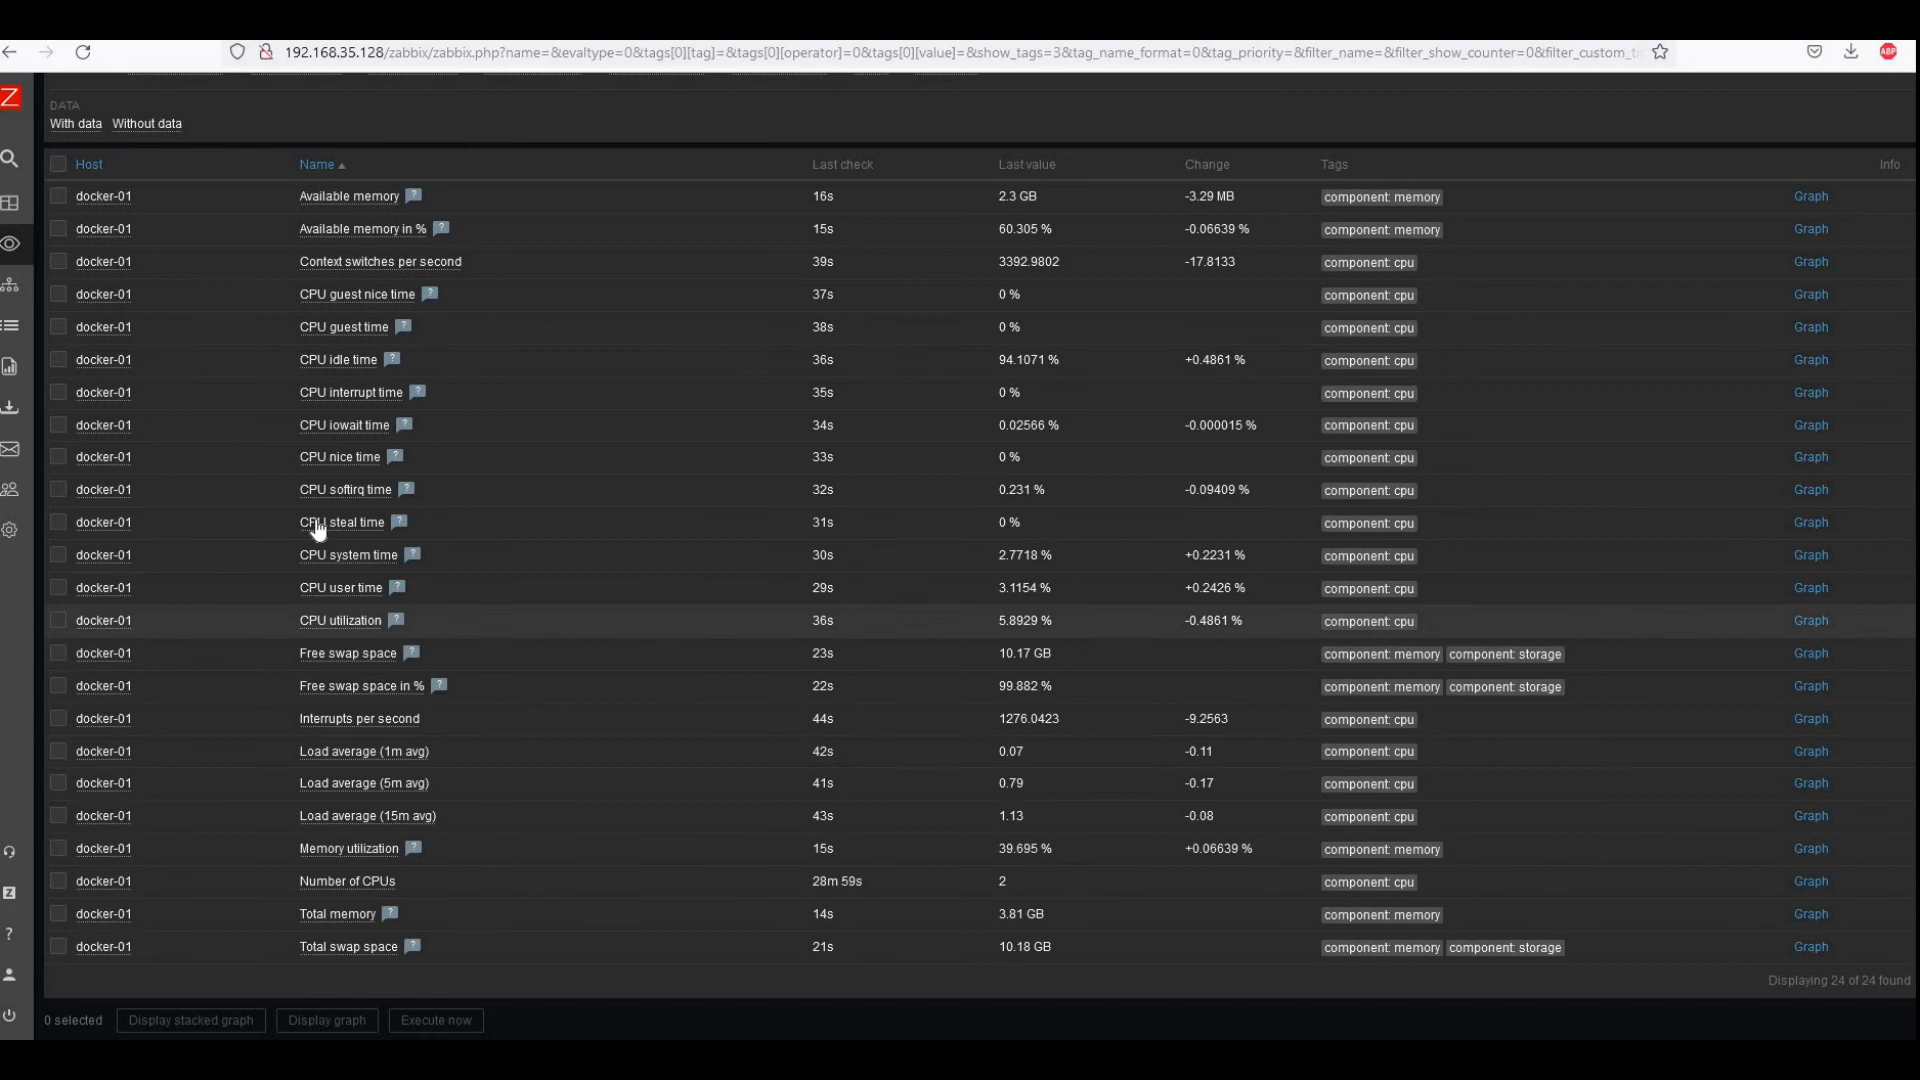 192.168.35.128/zabbix/zabbix.php?name=&evaltype=0&tags[0][tag]=&tags[0][operator]=0&tags[0][value]=&show_tags=3&tag_name_format=0&tag_priority=&filter_name=&filter_show_counter=0&filter_custom_ti
ABP
Z
DATA
With data Without data
Host Name Last check Last value Change Tags Info
docker-01 Available memory ? 16s 2.3 GB -3.29 MB component: memory Graph
docker-01 Available memory in % ? 15s 60.305 % -0.06639 % component: memory Graph
docker-01 Context switches per second 39s 3392.9802 -17.8133 component: cpu Graph
docker-01 CPU guest nice time ? 37s 0 % component: cpu Graph
docker-01 CPU guest time ? 38s 0 % component: cpu Graph
docker-01 CPU idle time ? 36s 94.1071 % +0.4861 % component: cpu Graph
docker-01 CPU interrupt time ? 35s 0 % component: cpu Graph
docker-01 CPU iowait time ? 34s 0.02566 % -0.000015 % component: cpu Graph
docker-01 CPU nice time ? 33s 0 % component: cpu Graph
docker-01 CPU softirq time ? 32s 0.231 % -0.09409 % component: cpu Graph
docker-01 CPU steal time ? 31s 0 % component: cpu Graph
docker-01 CPU system time ? 30s 2.7718 % +0.2231 % component: cpu Graph
docker-01 CPU user time ? 29s 3.1154 % +0.2426 % component: cpu Graph
docker-01 CPU utilization ? 36s 5.8929 % -0.4861 % component: cpu Graph
docker-01 Free swap space ? 23s 10.17 GB component: memory component: storage Graph
docker-01 Free swap space in % ? 22s 99.882 % component: memory component: storage Graph
docker-01 Interrupts per second 44s 1276.0423 -9.2563 component: cpu Graph
docker-01 Load average (1m avg) 42s 0.07 -0.11 component: cpu Graph
docker-01 Load average (5m avg) 41s 0.79 -0.17 component: cpu Graph
docker-01 Load average (15m avg) 43s 1.13 -0.08 component: cpu Graph
docker-01 Memory utilization ? 15s 39.695 % +0.06639 % component: memory Graph
docker-01 Number of CPUs 28m 59s 2 component: cpu Graph
docker-01 Total memory ? 14s 3.81 GB component: memory Graph
docker-01 Total swap space ? 21s 10.18 GB component: memory component: storage Graph
Displaying 24 of 24 found
0 selected Display stacked graph Display graph Execute now